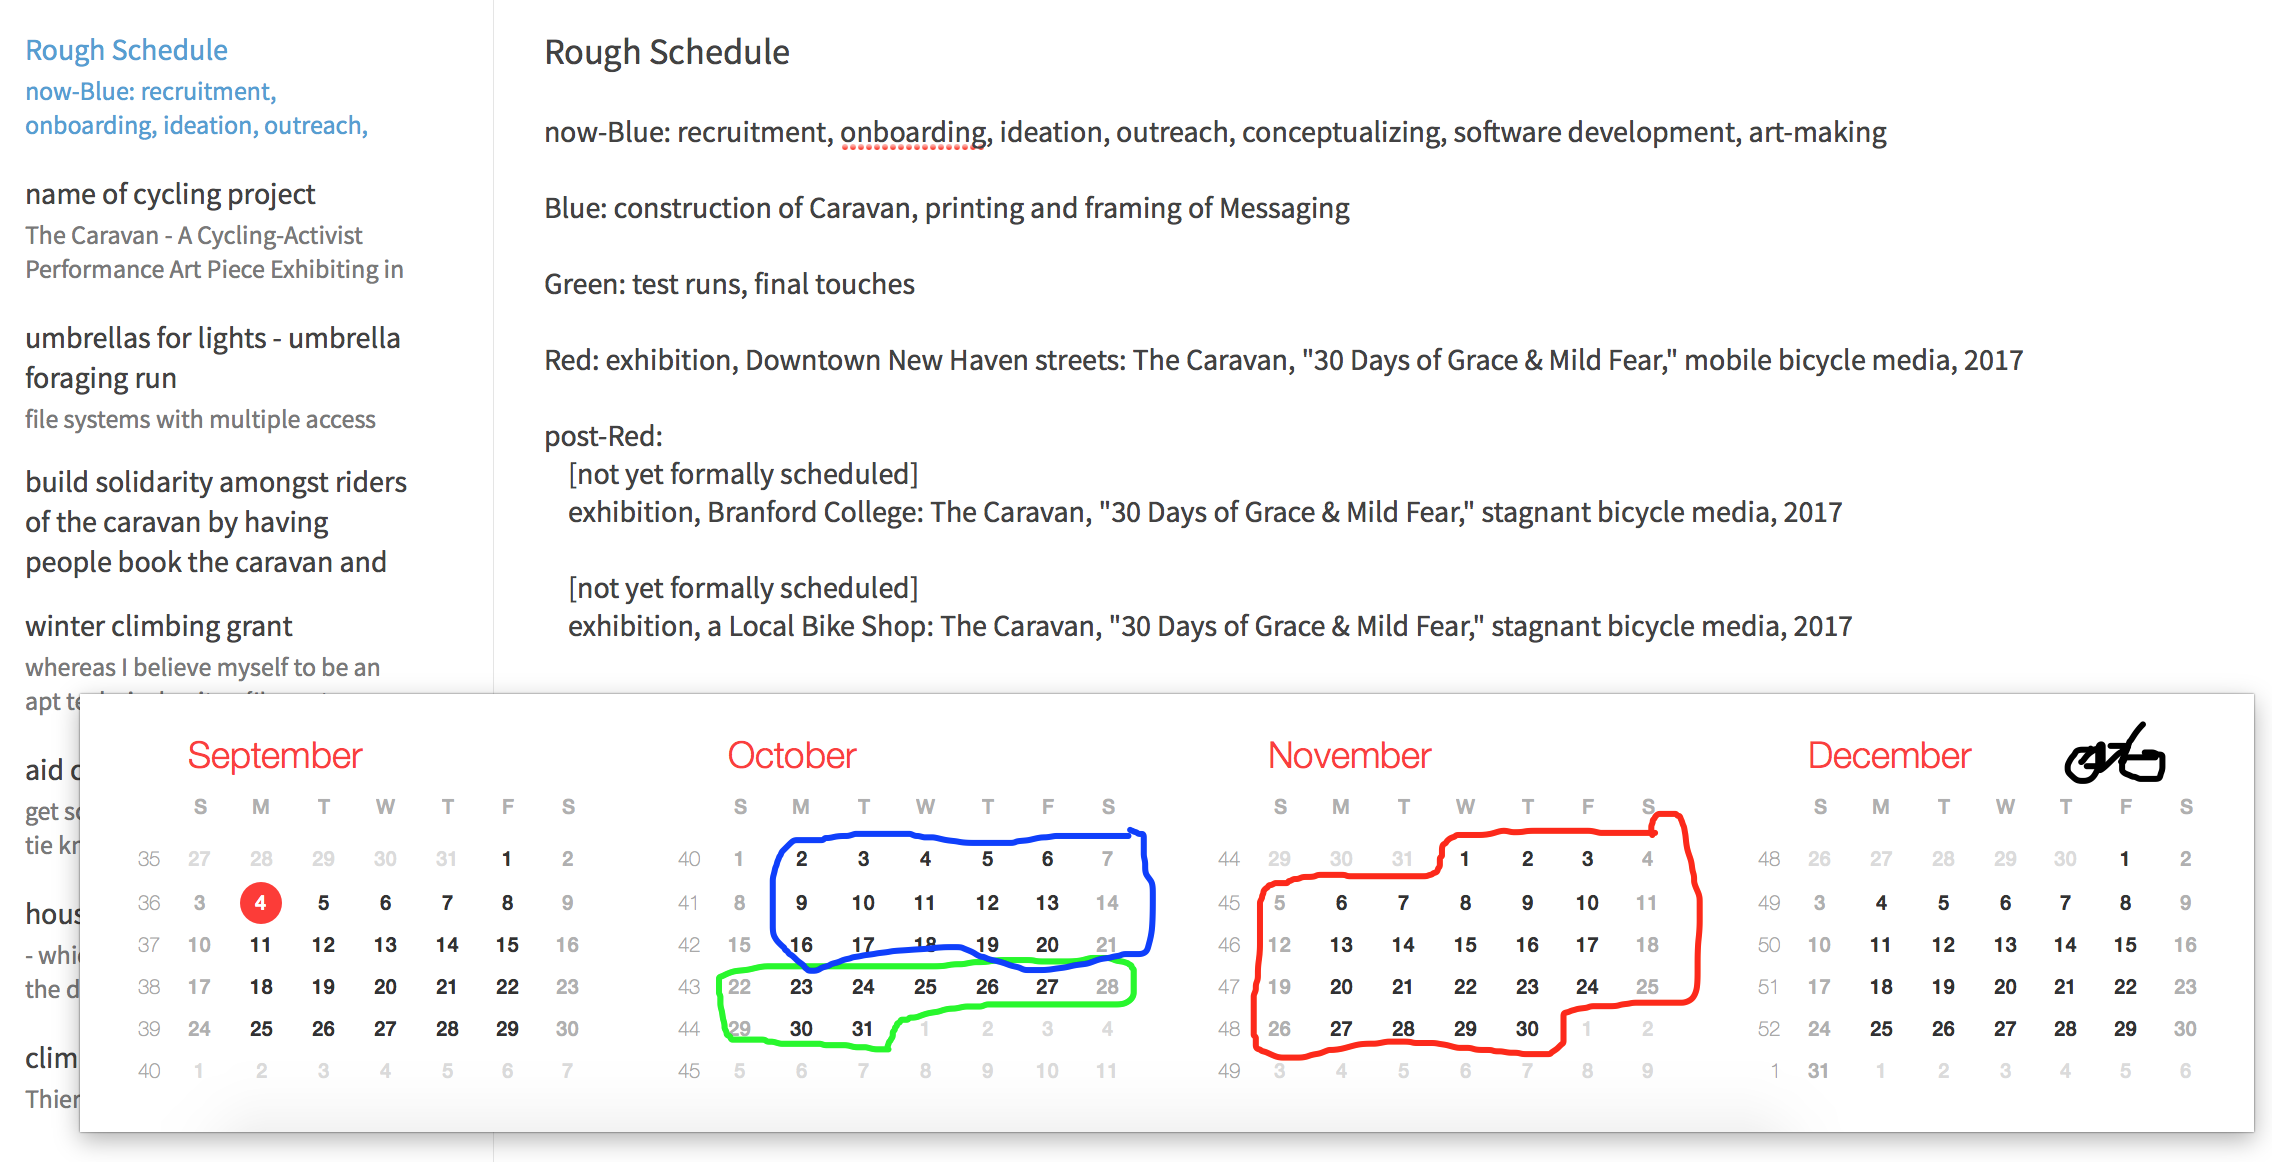 Rough Schedule
now-Blue: recruitment,
onboarding, ideation, outreach,
name of cycling project
The Caravan - A Cycling-Activist
Performance Art Piece Exhibiting in
umbrellas for lights - umbrella
foraging run
file systems with multiple access
build solidarity amongst riders
of the caravan by having
people book the caravan and
winter climbing grant
whereas I believe myself to be an
apt
aid
get
tie
- 
the
clim
Thier
Rough Schedule
now-Blue: recruitment, onboarding, ideation, outreach, conceptualizing, software development, art-making
Blue: construction of Caravan, printing and framing of Messaging
Green: test runs, final touches
Red: exhibition, Downtown New Haven streets: The Caravan, "30 Days of Grace & Mild Fear," mobile bicycle media, 2017
post-Red:
[not yet formally scheduled]
exhibition, Branford College: The Caravan, "30 Days of Grace & Mild Fear," stagnant bicycle media, 2017
[not yet formally scheduled]
exhibition, a Local Bike Shop: The Caravan, "30 Days of Grace & Mild Fear," stagnant bicycle media, 2017
September
S M T W T F S
35 27 28 29 30 31 1 2
36 3 4 5 6 7 8 9
37 10 11 12 13 14 15 16
38 17 18 19 20 21 22 23
39 24 25 26 27 28 29 30
40 1 2 3 4 5 6 7
October
S M T W T F S
40 1 2 3 4 5 6 7
41 8 9 10 11 12 13 14
42 15 16 17 18 19 20 21
43 22 23 24 25 26 27 28
44 29 30 31 1 2 3 4
45 5 6 7 8 9 10 11
November
S M T W T F S
44 29 30 31 1 2 3 4
45 5 6 7 8 9 10 11
46 12 13 14 15 16 17 18
47 19 20 21 22 23 24 25
48 26 27 28 29 30 1 2
49 3 4 5 6 7 8 9
December
S M T W T F S
48 26 27 28 29 30 1 2
49 3 4 5 6 7 8 9
50 10 11 12 13 14 15 16
51 17 18 19 20 21 22 23
52 24 25 26 27 28 29 30
1 31 1 2 3 4 5 6